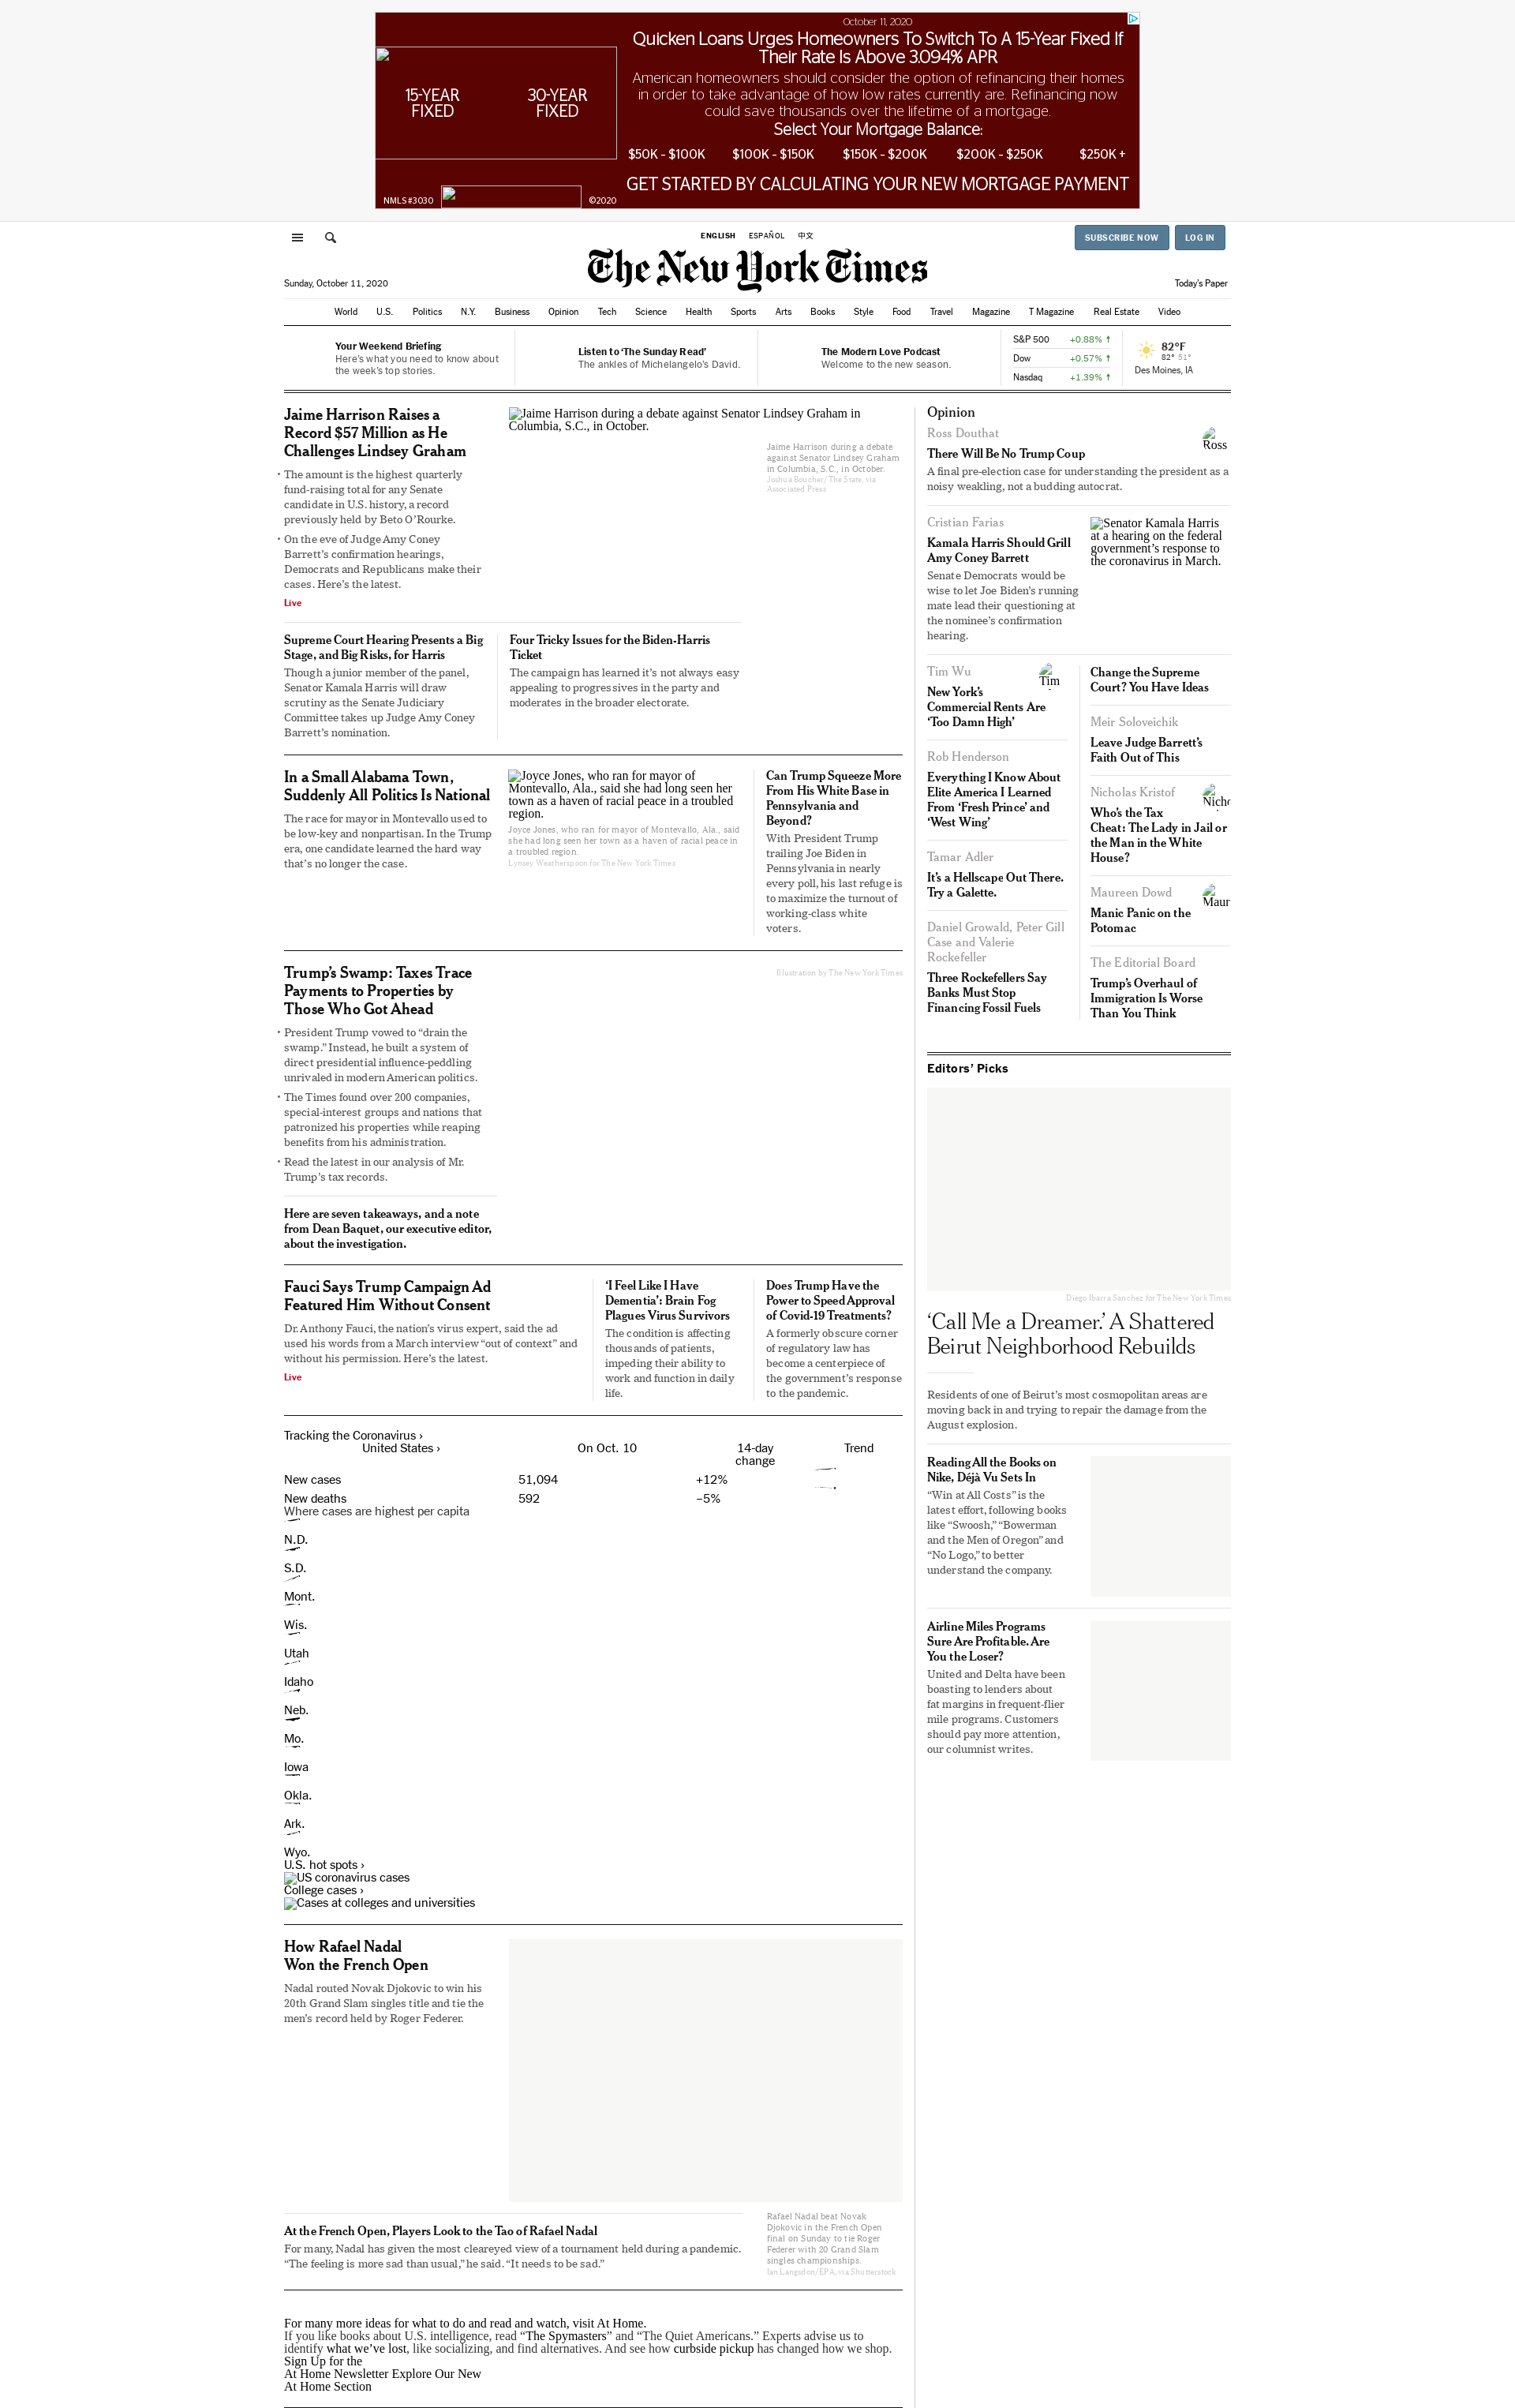 October 11, 2020
Quicken Loans Urges Homeowners To Switch To A 15-Year Fixed If
Their Rate Is Above 3.094% APR
American homeowners should consider the option of refinancing their homes
in order to take advantage of how low rates currently are. Refinancing now
could save thousands over the lifetime of a mortgage.
Select Your Mortgage Balance:
15-YEAR
FIXED
30-YEAR
FIXED
$50K - $100K $100K - $150K $150K - $200K $200K - $250K $250K +
GET STARTED BY CALCULATING YOUR NEW MORTGAGE PAYMENT
NMLS #3030 ©2020
ENGLISH ESPAÑOL 中文
SUBSCRIBE NOW LOG IN
The New York Times
Sunday, October 11, 2020
Today's Paper
World U.S. Politics N.Y. Business Opinion Tech Science Health Sports Arts Books Style Food Travel Magazine T Magazine Real Estate Video
Your Weekend Briefing
Here's what you need to know about
the week's top stories.
Listen to 'The Sunday Read'
The ankles of Michelangelo's David.
The Modern Love Podcast
Welcome to the new season.
S&P 500 +0.88% ↑
Dow +0.57% ↑
Nasdaq +1.39% ↑
82°F
82° 51°
Des Moines, IA
Jaime Harrison Raises a
Record $57 Million as He
Challenges Lindsey Graham
• The amount is the highest quarterly
fund-raising total for any Senate
candidate in U.S. history, a record
previously held by Beto O'Rourke.
• On the eve of Judge Amy Coney
Barrett's confirmation hearings,
Democrats and Republicans make their
cases. Here's the latest.
Live
Jaime Harrison during a debate against Senator Lindsey Graham in
Columbia, S.C., in October.
Jaime Harrison during a debate
against Senator Lindsey Graham
in Columbia, S.C., in October.
Joshua Boucher/The State, via
Associated Press
Supreme Court Hearing Presents a Big
Stage, and Big Risks, for Harris
Though a junior member of the panel,
Senator Kamala Harris will draw
scrutiny as the Senate Judiciary
Committee takes up Judge Amy Coney
Barrett's nomination.
Four Tricky Issues for the Biden-Harris
Ticket
The campaign has learned it's not always easy
appealing to progressives in the party and
moderates in the broader electorate.
In a Small Alabama Town,
Suddenly All Politics Is National
The race for mayor in Montevallo used to
be low-key and nonpartisan. In the Trump
era, one candidate learned the hard way
that's no longer the case.
Joyce Jones, who ran for mayor of
Montevallo, Ala., said she had long seen her
town as a haven of racial peace in a troubled
region.
Joyce Jones, who ran for mayor of Montevallo, Ala., said
she had long seen her town as a haven of racial peace in
a troubled region.
Lynsey Weatherspoon for The New York Times
Can Trump Squeeze More
From His White Base in
Pennsylvania and
Beyond?
With President Trump
trailing Joe Biden in
Pennsylvania in nearly
every poll, his last refuge is
to maximize the turnout of
working-class white
voters.
Trump's Swamp: Taxes Trace
Payments to Properties by
Those Who Got Ahead
• President Trump vowed to "drain the
swamp." Instead, he built a system of
direct presidential influence-peddling
unrivaled in modern American politics.
• The Times found over 200 companies,
special-interest groups and nations that
patronized his properties while reaping
benefits from his administration.
• Read the latest in our analysis of Mr.
Trump's tax records.
Illustration by The New York Times
Here are seven takeaways, and a note
from Dean Baquet, our executive editor,
about the investigation.
Fauci Says Trump Campaign Ad
Featured Him Without Consent
Dr. Anthony Fauci, the nation's virus expert, said the ad
used his words from a March interview "out of context" and
without his permission. Here's the latest.
Live
'I Feel Like I Have
Dementia': Brain Fog
Plagues Virus Survivors
The condition is affecting
thousands of patients,
impeding their ability to
work and function in daily
life.
Does Trump Have the
Power to Speed Approval
of Covid-19 Treatments?
A formerly obscure corner
of regulatory law has
become a centerpiece of
the government's response
to the pandemic.
Tracking the Coronavirus ›
United States › On Oct. 10 14-day
change Trend
New cases 51,094 +12%
New deaths 592 –5%
Where cases are highest per capita
N.D.
S.D.
Mont.
Wis.
Utah
Idaho
Neb.
Mo.
Iowa
Okla.
Ark.
Wyo.
U.S. hot spots ›
US coronavirus cases
College cases ›
Cases at colleges and universities
How Rafael Nadal
Won the French Open
Nadal routed Novak Djokovic to win his
20th Grand Slam singles title and tie the
men's record held by Roger Federer.
At the French Open, Players Look to the Tao of Rafael Nadal
For many, Nadal has given the most cleareyed view of a tournament held during a pandemic.
"The feeling is more sad than usual," he said. "It needs to be sad."
Rafael Nadal beat Novak
Djokovic in the French Open
final on Sunday to tie Roger
Federer with 20 Grand Slam
singles championships.
Ian Langsdon/EPA, via Shutterstock
For many more ideas for what to do and read and watch, visit At Home.
If you like books about U.S. intelligence, read "The Spymasters" and "The Quiet Americans." Experts advise us to
identify what we've lost, like socializing, and find alternatives. And see how curbside pickup has changed how we shop.
Sign Up for the
At Home Newsletter Explore Our New
At Home Section
Opinion
Ross Douthat
Ross
There Will Be No Trump Coup
A final pre-election case for understanding the president as a
noisy weakling, not a budding autocrat.
Cristian Farias
Kamala Harris Should Grill
Amy Coney Barrett
Senate Democrats would be
wise to let Joe Biden's running
mate lead their questioning at
the nominee's confirmation
hearing.
Senator Kamala Harris
at a hearing on the federal
government's response to
the coronavirus in March.
Tim Wu
Tim
New York's
Commercial Rents Are
'Too Damn High'
Rob Henderson
Everything I Know About
Elite America I Learned
From 'Fresh Prince' and
'West Wing'
Tamar Adler
It's a Hellscape Out There.
Try a Galette.
Daniel Growald, Peter Gill
Case and Valerie
Rockefeller
Three Rockefellers Say
Banks Must Stop
Financing Fossil Fuels
Change the Supreme
Court? You Have Ideas
Meir Soloveichik
Leave Judge Barrett's
Faith Out of This
Nicholas Kristof
Who's the Tax
Cheat: The Lady in Jail or
the Man in the White
House?
Maureen Dowd
Manic Panic on the
Potomac
The Editorial Board
Trump's Overhaul of
Immigration Is Worse
Than You Think
Editors' Picks
Diego Ibarra Sanchez for The New York Times
'Call Me a Dreamer.' A Shattered
Beirut Neighborhood Rebuilds
Residents of one of Beirut's most cosmopolitan areas are
moving back in and trying to repair the damage from the
August explosion.
Reading All the Books on
Nike, Déjà Vu Sets In
"Win at All Costs" is the
latest effort, following books
like "Swoosh," "Bowerman
and the Men of Oregon" and
"No Logo," to better
understand the company.
Airline Miles Programs
Sure Are Profitable. Are
You the Loser?
United and Delta have been
boasting to lenders about
fat margins in frequent-flier
mile programs. Customers
should pay more attention,
our columnist writes.